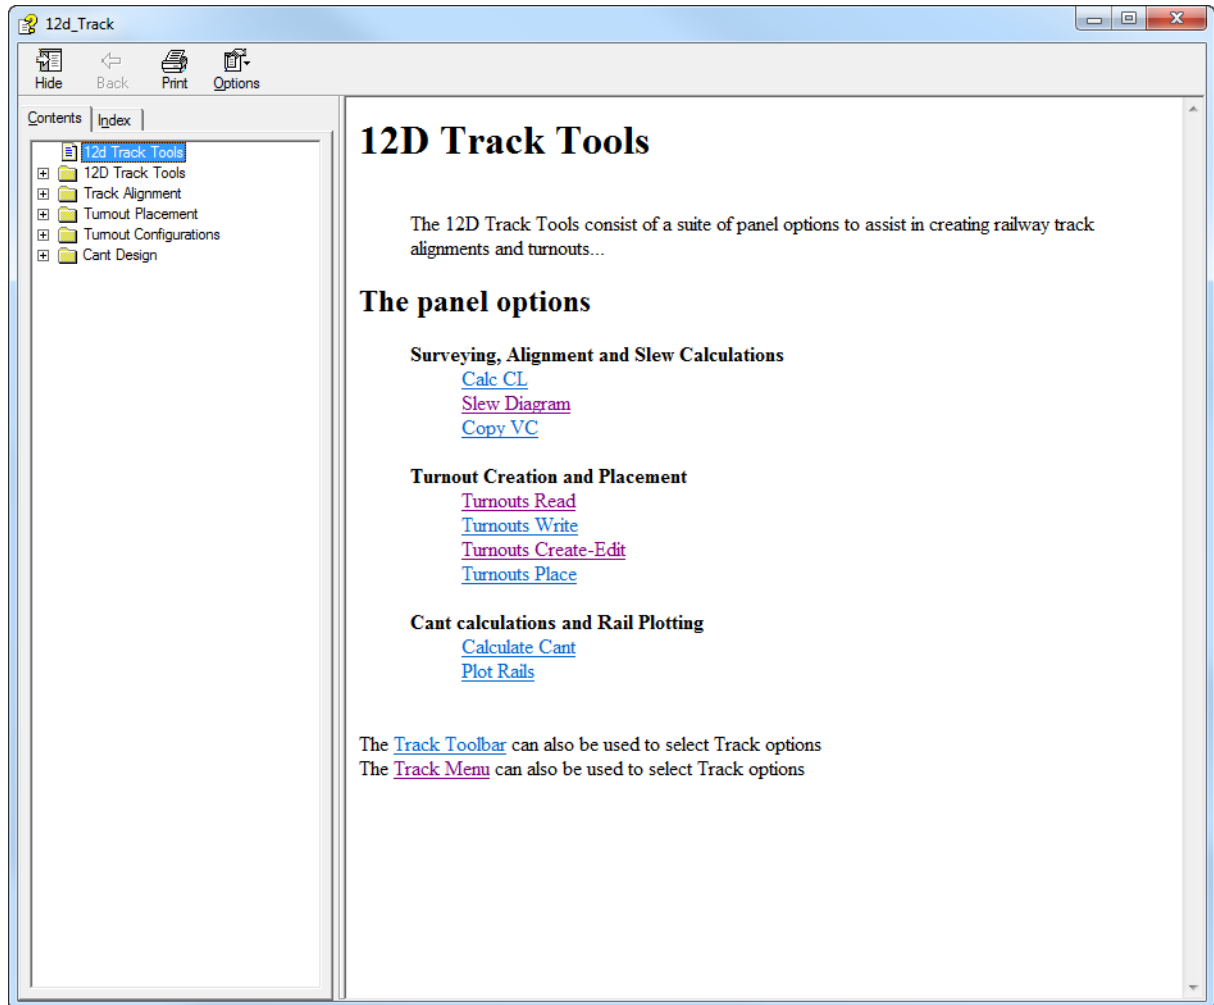 12d_Track
Hide Back Print Options
Contents Index
12d Track Tools
12D Track Tools
Track Alignment
Turnout Placement
Turnout Configurations
Cant Design
12D Track Tools
The 12D Track Tools consist of a suite of panel options to assist in creating railway track
alignments and turnouts...
The panel options
Surveying, Alignment and Slew Calculations
Calc CL
Slew Diagram
Copy VC
Turnout Creation and Placement
Turnouts Read
Turnouts Write
Turnouts Create-Edit
Turnouts Place
Cant calculations and Rail Plotting
Calculate Cant
Plot Rails
The Track Toolbar can also be used to select Track options
The Track Menu can also be used to select Track options